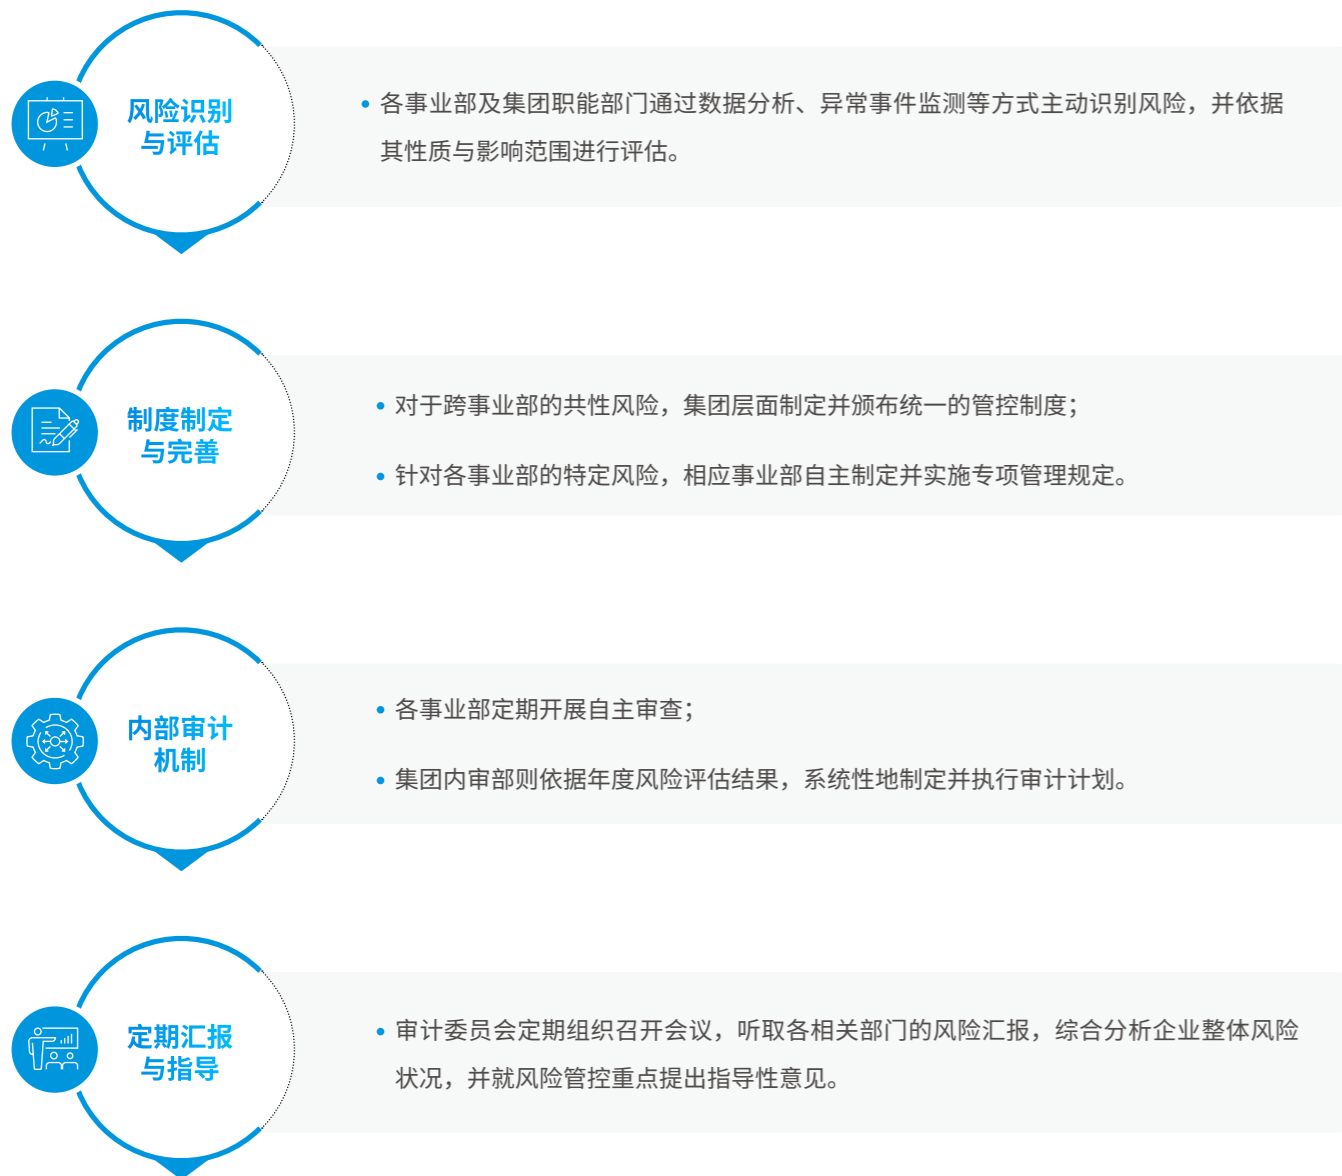 风险识别
与评估
• 各事业部及集团职能部门通过数据分析、异常事件监测等方式主动识别风险，并依据
其性质与影响范围进行评估。
制度制定
与完善
• 对于跨事业部的共性风险，集团层面制定并颁布统一的管控制度；
• 针对各事业部的特定风险，相应事业部自主制定并实施专项管理规定。
内部审计
机制
• 各事业部定期开展自主审查；
• 集团内审部则依据年度风险评估结果，系统性地制定并执行审计计划。
定期汇报
与指导
• 审计委员会定期组织召开会议，听取各相关部门的风险汇报，综合分析企业整体风险
状况，并就风险管控重点提出指导性意见。